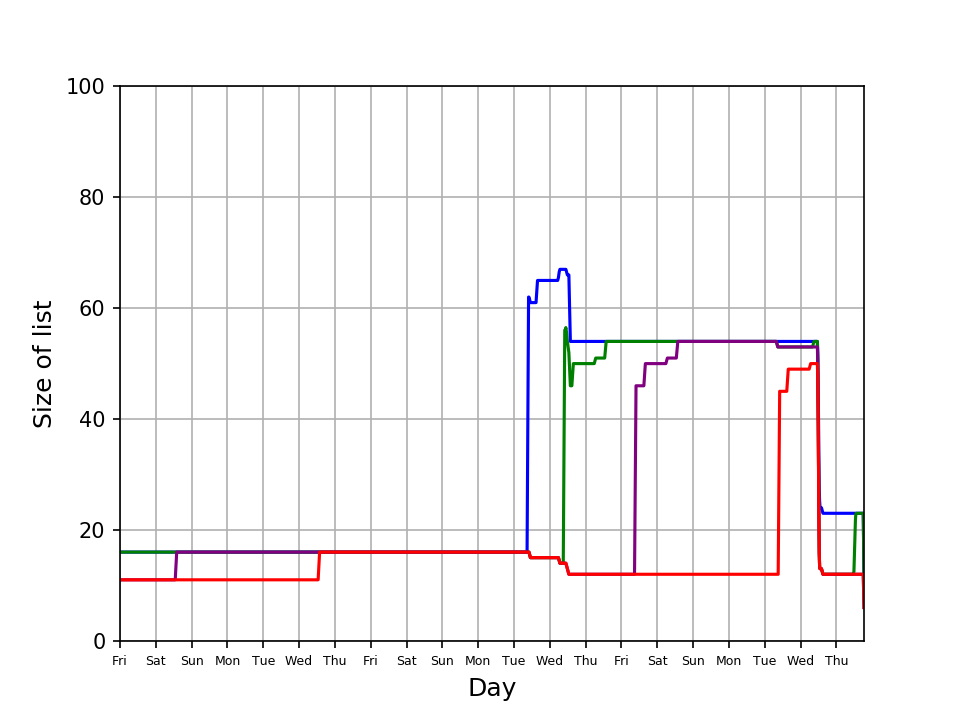 100
80
60
40
20
0
Size of list
Fri Sat Sun Mon Tue Wed Thu Fri Sat Sun Mon Tue Wed Thu Fri Sat Sun Mon Tue Wed Thu
Day